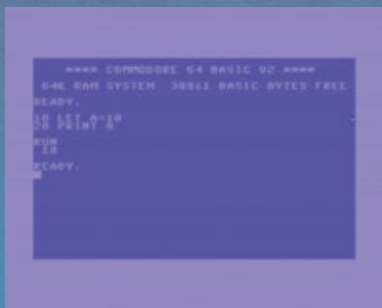 **** COMMODORE 64 BASIC V2 ****
64K RAM SYSTEM 38911 BASIC BYTES FREE
READY.
10 LET A=10
20 PRINT A
RUN
10
READY.